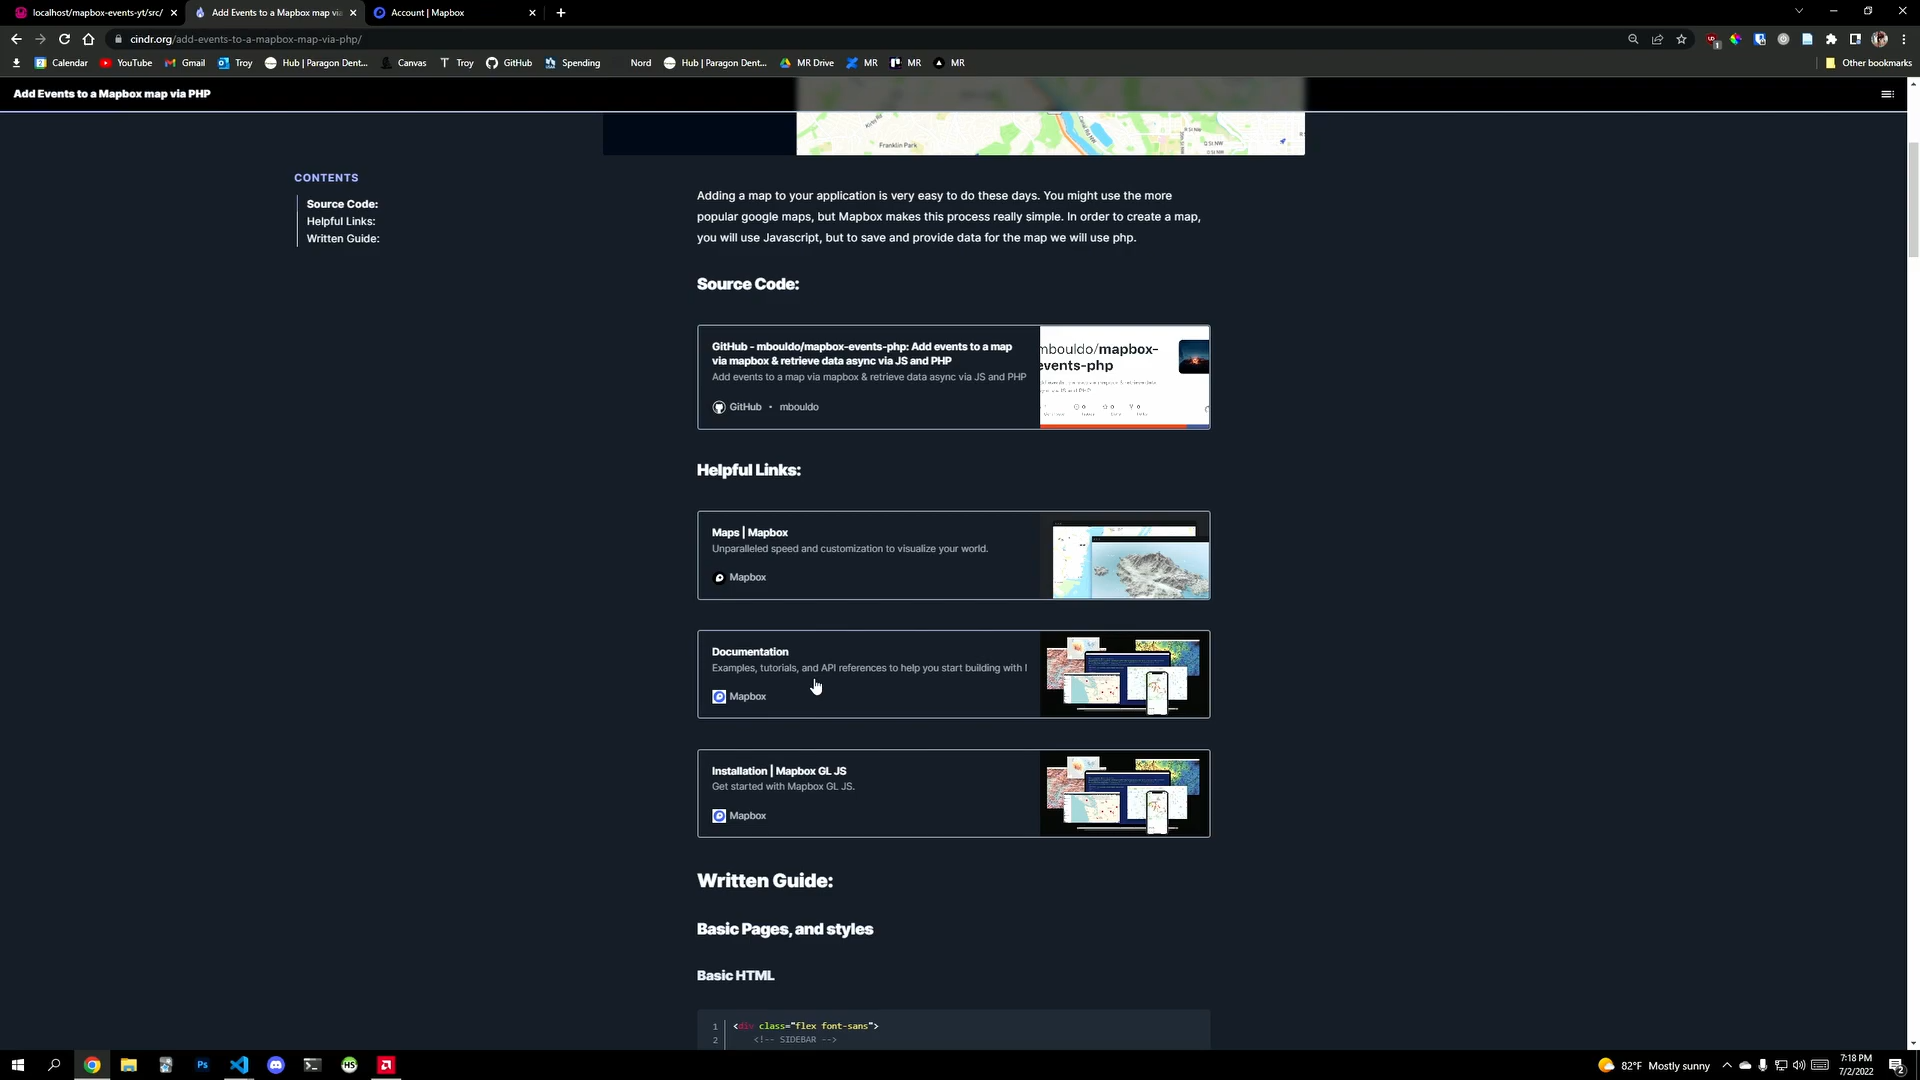 localhost/mapbox-events-yt/src/
Add Events to a Mapbox map via
Account | Mapbox
cindr.org/add-events-to-a-mapbox-map-via-php/
Calendar
YouTube
Gmail
Troy
Hub | Paragon Dent...
Canvas
Troy
GitHub
Spending
Nord
Hub | Paragon Dent...
MR Drive
MR
MR
MR
Other bookmarks
Add Events to a Mapbox map via PHP
Franklin Park
CONTENTS
Source Code:
Helpful Links:
Written Guide:
Adding a map to your application is very easy to do these days. You might use the more
popular google maps, but Mapbox makes this process really simple. In order to create a map,
you will use Javascript, but to save and provide data for the map we will use php.
Source Code:
GitHub - mbouldo/mapbox-events-php: Add events to a map
via mapbox & retrieve data async via JS and PHP
Add events to a map via mapbox & retrieve data async via JS and PHP
GitHub • mbouldo
mbouldo/mapbox-
events-php
Helpful Links:
Maps | Mapbox
Unparalleled speed and customization to visualize your world.
Mapbox
Documentation
Examples, tutorials, and API references to help you start building with
Mapbox
Installation | Mapbox GL JS
Get started with Mapbox GL JS.
Mapbox
Written Guide:
Basic Pages, and styles
Basic HTML
1 <div class="flex font-sans">
2 <!-- SIDEBAR -->
82°F Mostly sunny
7:18 PM
7/2/2022